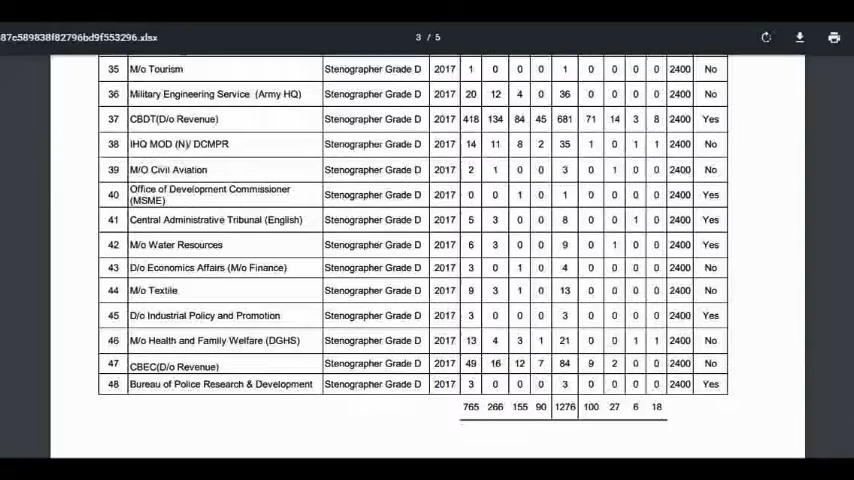 87c589838f82796bd9f553296.xlsx 3 / 5
35 M/o Tourism Stenographer Grade D 2017 1 0 0 0 1 0 0 0 0 2400 No
36 Military Engineering Service (Army HQ) Stenographer Grade D 2017 20 12 4 0 36 0 0 0 0 2400 No
37 CBDT(D/o Revenue) Stenographer Grade D 2017 418 134 84 45 681 71 14 3 8 2400 Yes
38 IHQ MOD (N)/ DCMPR Stenographer Grade D 2017 14 11 8 2 35 1 0 1 1 2400 No
39 M/O Civil Aviation Stenographer Grade D 2017 2 1 0 0 3 0 1 0 0 2400 No
40 Office of Development Commissioner (MSME) Stenographer Grade D 2017 0 0 1 0 1 0 0 0 0 2400 Yes
41 Central Administrative Tribunal (English) Stenographer Grade D 2017 5 3 0 0 8 0 0 1 0 2400 Yes
42 M/o Water Resources Stenographer Grade D 2017 6 3 0 0 9 0 1 0 0 2400 Yes
43 D/o Economics Affairs (M/o Finance) Stenographer Grade D 2017 3 0 1 0 4 0 0 0 0 2400 No
44 M/o Textile Stenographer Grade D 2017 9 3 1 0 13 0 0 0 0 2400 No
45 D/o Industrial Policy and Promotion Stenographer Grade D 2017 3 0 0 0 3 0 0 0 0 2400 Yes
46 M/o Health and Family Welfare (DGHS) Stenographer Grade D 2017 13 4 3 1 21 0 0 1 1 2400 No
47 CBEC(D/o Revenue) Stenographer Grade D 2017 49 16 12 7 84 9 2 0 0 2400 No
48 Bureau of Police Research & Development Stenographer Grade D 2017 3 0 0 0 3 0 0 0 0 2400 Yes
765 266 155 90 1276 100 27 6 18